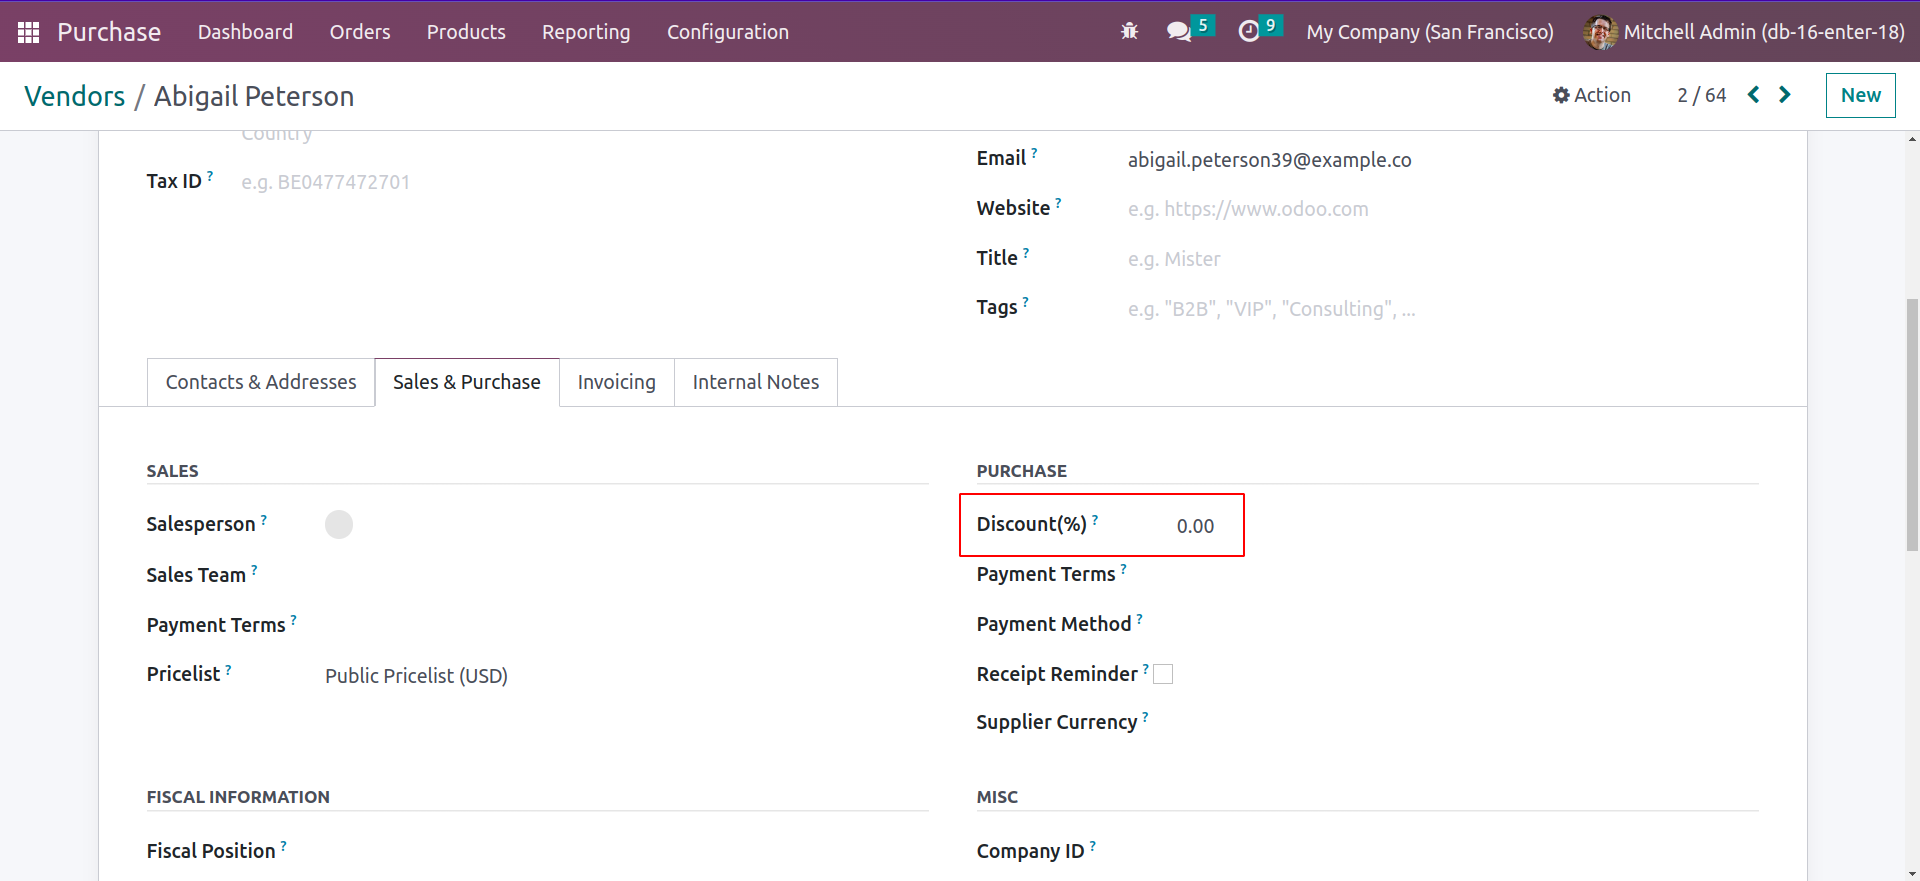 Purchase Dashboard Orders Products Reporting Configuration 5 9 My Company (San Francisco) Mitchell Admin (db-16-enter-18)
Vendors / Abigail Peterson Action 2 / 64 New
Country
Tax ID ? e.g. BE0477472701
Email ? abigail.peterson39@example.co
Website ? e.g. https://www.odoo.com
Title ? e.g. Mister
Tags ? e.g. "B2B", "VIP", "Consulting", ...
Contacts & Addresses Sales & Purchase Invoicing Internal Notes
SALES
Salesperson ?
Sales Team ?
Payment Terms ?
Pricelist ? Public Pricelist (USD)
PURCHASE
Discount(%) ? 0.00
Payment Terms ?
Payment Method ?
Receipt Reminder ?
Supplier Currency ?
FISCAL INFORMATION
Fiscal Position ?
MISC
Company ID ?